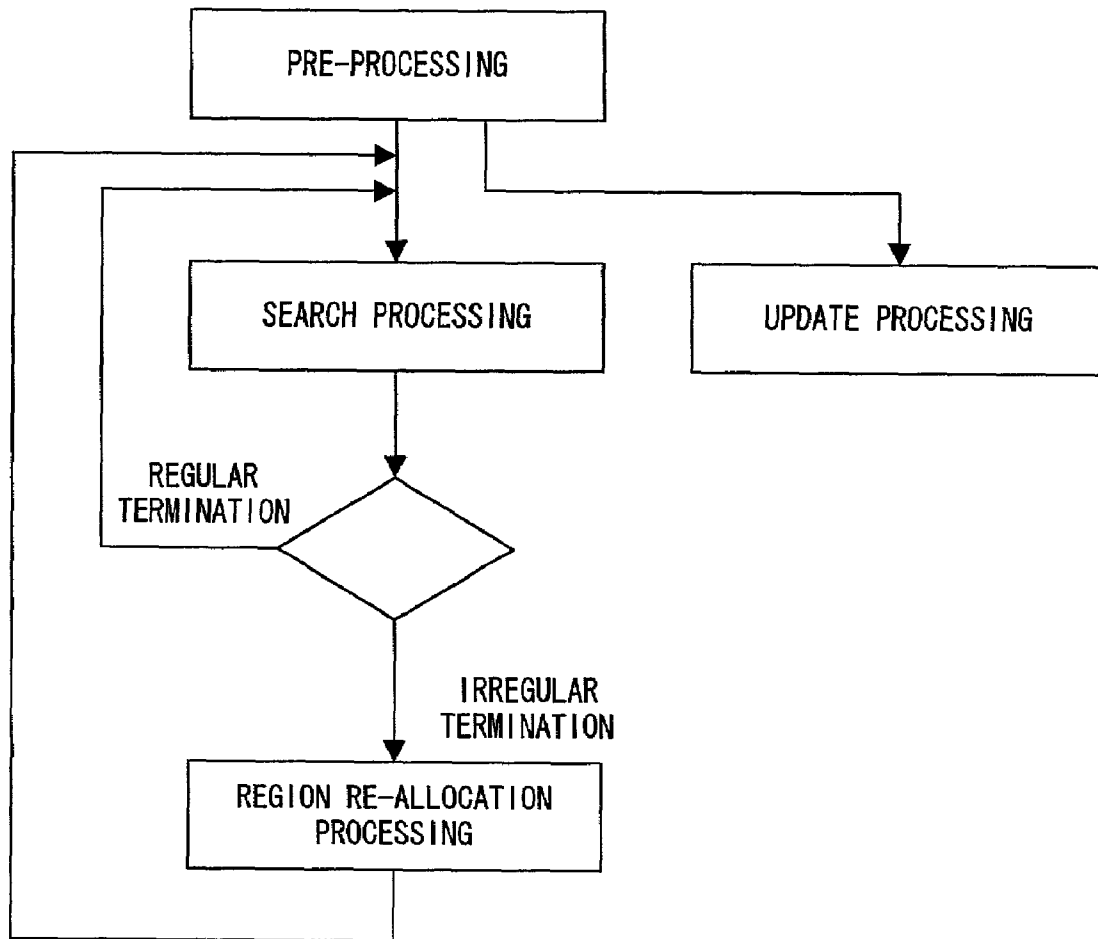 PRE-PROCESSING
SEARCH PROCESSING
UPDATE PROCESSING
REGULAR
TERMINATION
IRREGULAR
TERMINATION
REGION RE-ALLOCATION
PROCESSING